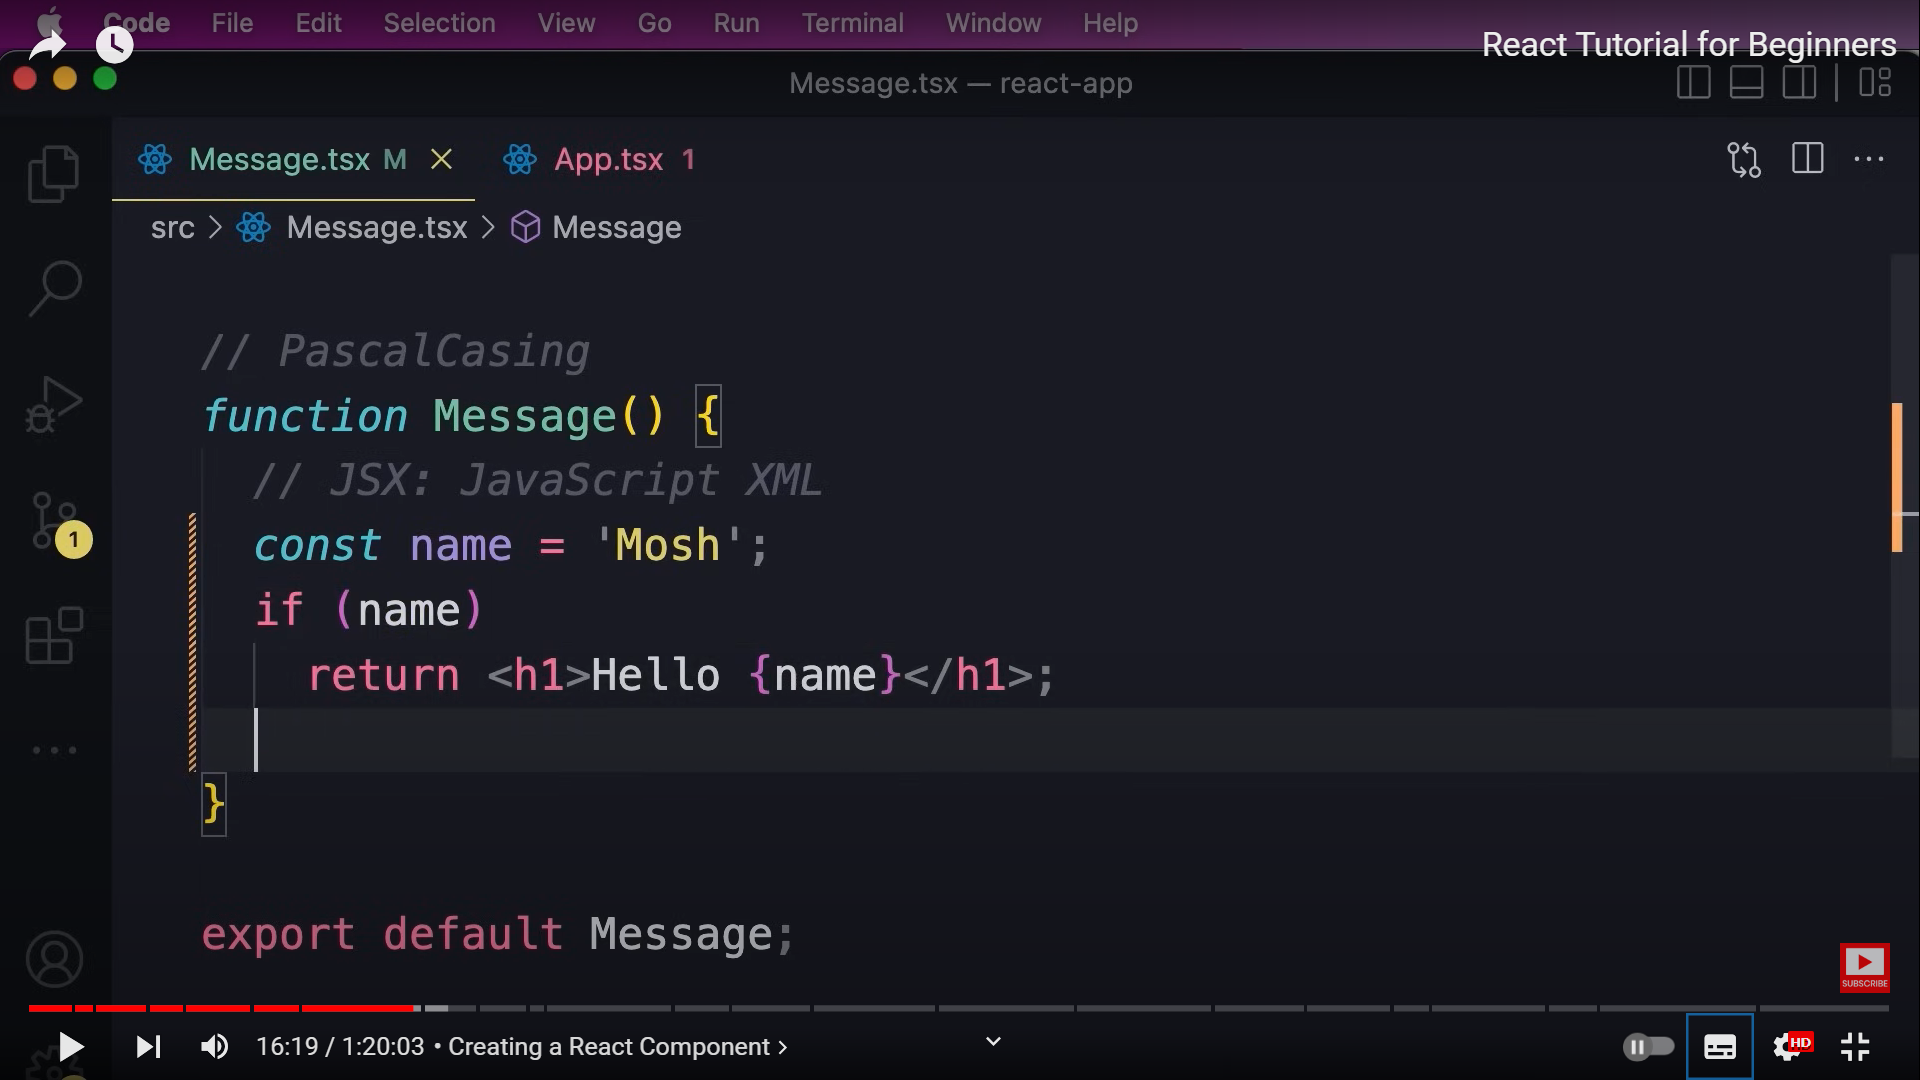 Code File Edit Selection View Go Run Terminal Window Help
React Tutorial for Beginners
Message.tsx — react-app
Message.tsx M App.tsx 1
src > Message.tsx > Message
// PascalCasing
function Message() {
// JSX: JavaScript XML
const name = 'Mosh';
1
if (name)
return <h1>Hello {name}</h1>;
}
export default Message;
SUBSCRIBE
16:19 / 1:20:03 • Creating a React Component >
HD